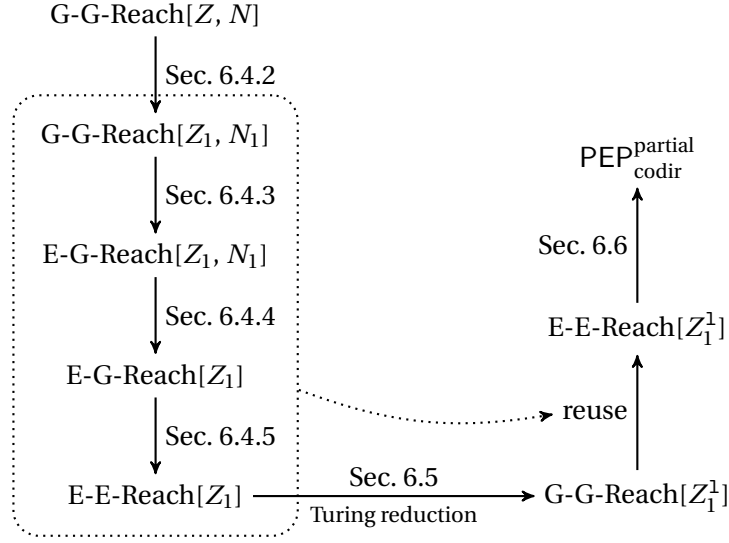 G-G-Reach[Z, N]
Sec. 6.4.2
G-G-Reach[Z₁, N₁]
Sec. 6.4.3
E-G-Reach[Z₁, N₁]
Sec. 6.4.4
E-G-Reach[Z₁]
Sec. 6.4.5
E-E-Reach[Z₁]
Sec. 6.5
Turing reduction
G-G-Reach[Z₁¹]
reuse
E-E-Reach[Z₁¹]
Sec. 6.6
PEP partial codir